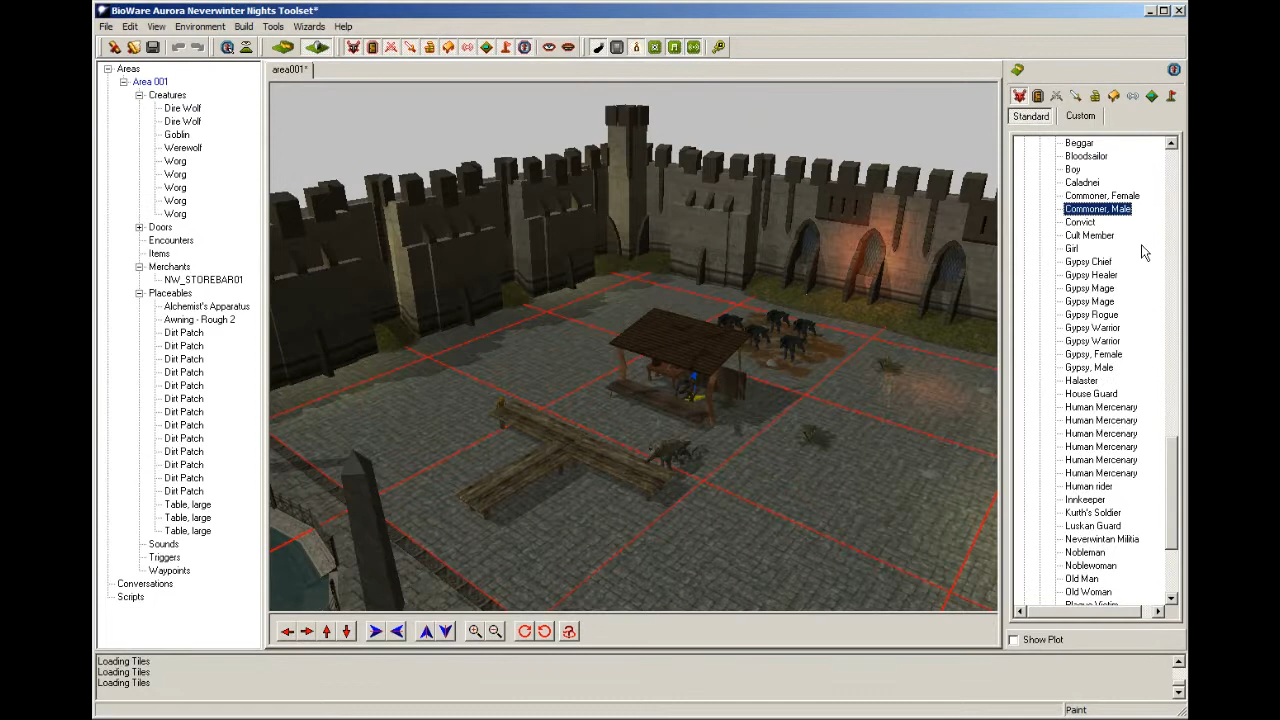 BioWare Aurora Neverwinter Nights Toolset*
File Edit View Environment Build Tools Wizards Help
Areas
Area 001
Creatures
Dire Wolf
Dire Wolf
Goblin
Werewolf
Worg
Worg
Worg
Worg
Worg
Doors
Encounters
Items
Merchants
NW_STOREBAR01
Placeables
Alchemist's Apparatus
Awning - Rough 2
Dirt Patch
Dirt Patch
Dirt Patch
Dirt Patch
Dirt Patch
Dirt Patch
Dirt Patch
Dirt Patch
Dirt Patch
Dirt Patch
Dirt Patch
Dirt Patch
Dirt Patch
Table, large
Table, large
Table, large
Sounds
Triggers
Waypoints
Conversations
Scripts
area001*
Standard Custom
Beggar
Bloodsailor
Boy
Caladnei
Commoner, Female
Commoner, Male
Convict
Cult Member
Girl
Gypsy Chief
Gypsy Healer
Gypsy Mage
Gypsy Mage
Gypsy Rogue
Gypsy Warrior
Gypsy Warrior
Gypsy, Female
Gypsy, Male
Halaster
House Guard
Human Mercenary
Human Mercenary
Human Mercenary
Human Mercenary
Human Mercenary
Human Mercenary
Human rider
Innkeeper
Kurth's Soldier
Luskan Guard
Neverwintan Militia
Nobleman
Noblewoman
Old Man
Old Woman
Plague Victim
Show Plot
Loading Tiles
Loading Tiles
Loading Tiles
Paint